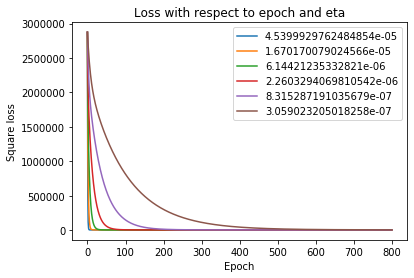 Loss with respect to epoch and eta
3000000
2500000
2000000
1500000
1000000
500000
0
Square loss
4.5399929762484854e-05
1.670170079024566e-05
6.14421235332821e-06
2.2603294069810542e-06
8.315287191035679e-07
3.059023205018258e-07
0 100 200 300 400 500 600 700 800
Epoch